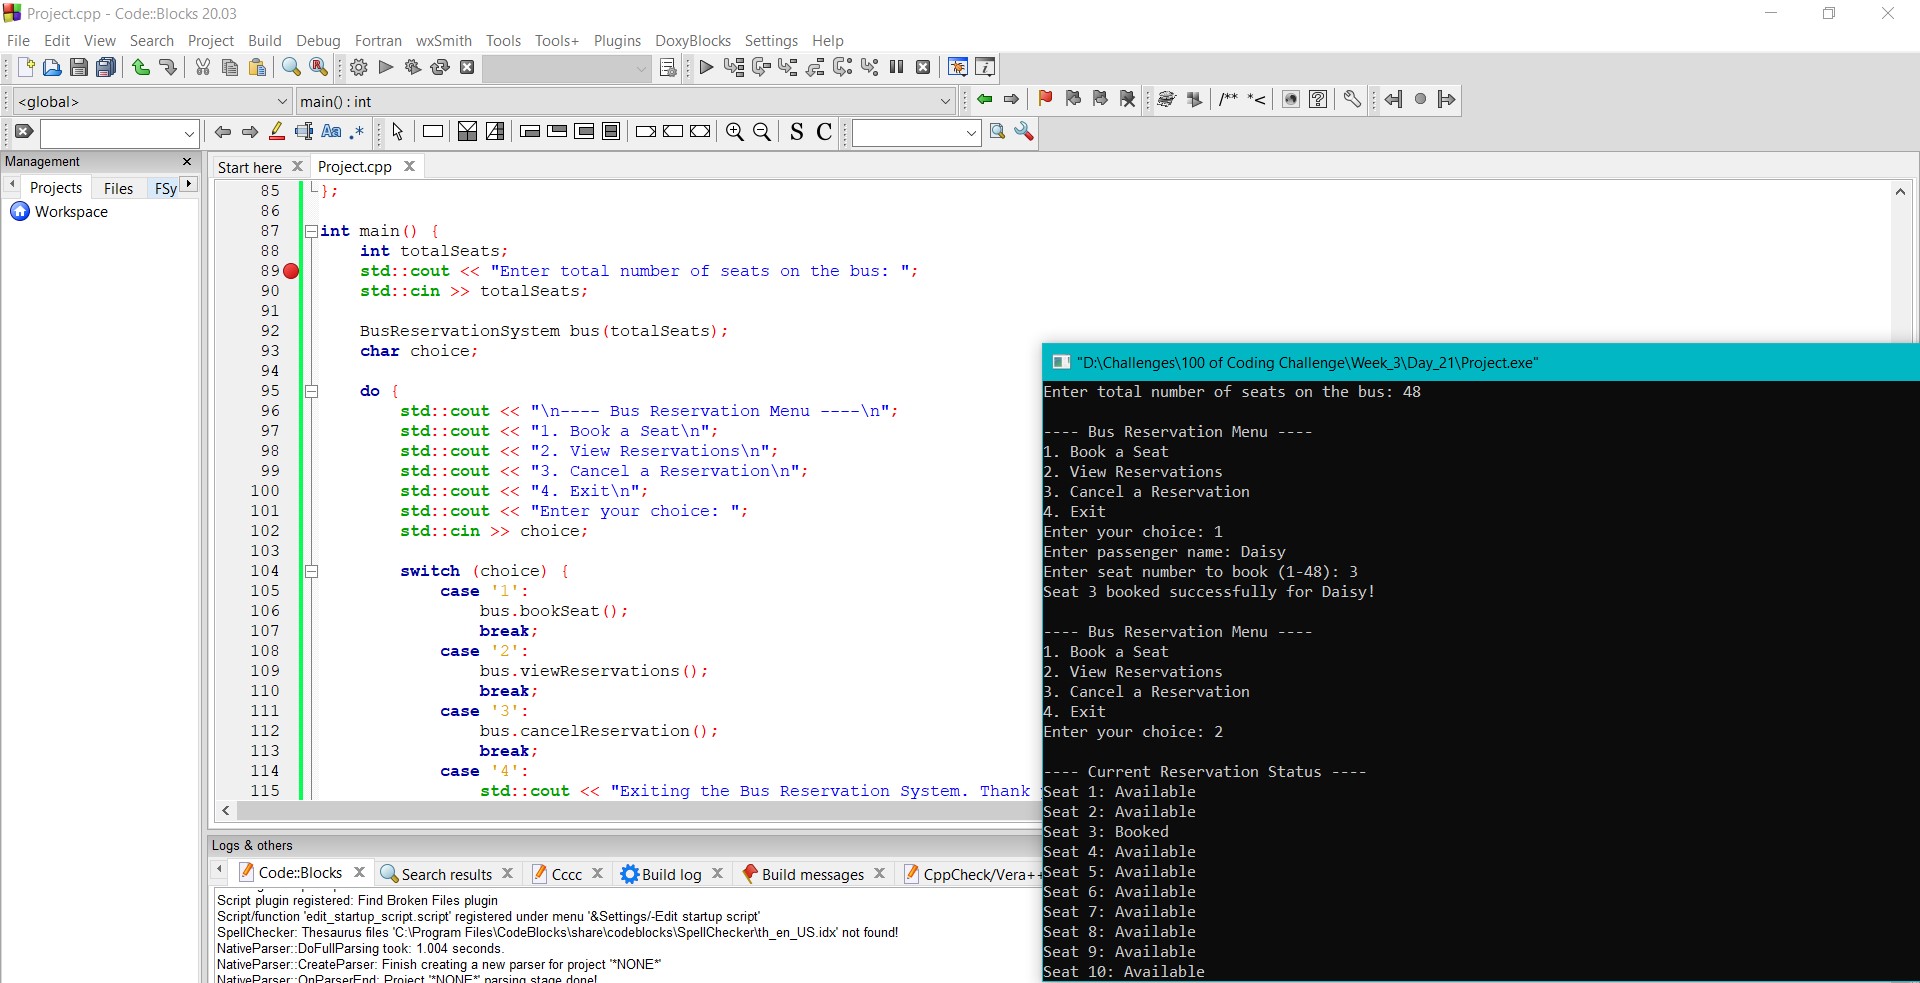 Project.cpp - Code::Blocks 20.03
File Edit View Search Project Build Debug Fortran wxSmith Tools Tools+ Plugins DoxyBlocks Settings Help
<global> main() : int
/** *<
Aa .* S C
Management
Projects Files FSy
Workspace
Start here Project.cpp
85 };
86
87 int main() {
88 int totalSeats;
89 std::cout << "Enter total number of seats on the bus: ";
90 std::cin >> totalSeats;
91
92 BusReservationSystem bus(totalSeats);
93 char choice;
94
95 do {
96 std::cout << "\n---- Bus Reservation Menu ----\n";
97 std::cout << "1. Book a Seat\n";
98 std::cout << "2. View Reservations\n";
99 std::cout << "3. Cancel a Reservation\n";
100 std::cout << "4. Exit\n";
101 std::cout << "Enter your choice: ";
102 std::cin >> choice;
103
104 switch (choice) {
105 case '1':
106 bus.bookSeat();
107 break;
108 case '2':
109 bus.viewReservations();
110 break;
111 case '3':
112 bus.cancelReservation();
113 break;
114 case '4':
115 std::cout << "Exiting the Bus Reservation System. Thank
Logs & others
Code::Blocks Search results Cccc Build log Build messages CppCheck/Vera++
Script plugin registered: Find Broken Files plugin
Script/function 'edit_startup_script.script' registered under menu '&Settings/-Edit startup script'
SpellChecker: Thesaurus files 'C:\Program Files\CodeBlocks\share\codeblocks\SpellChecker\th_en_US.idx' not found!
NativeParser::DoFullParsing took: 1.004 seconds.
NativeParser::CreateParser: Finish creating a new parser for project '*NONE*'
NativeParser::OnParserEnd: Project '*NONE*' parsing stage done!
"D:\Challenges\100 of Coding Challenge\Week_3\Day_21\Project.exe"
Enter total number of seats on the bus: 48
---- Bus Reservation Menu ----
1. Book a Seat
2. View Reservations
3. Cancel a Reservation
4. Exit
Enter your choice: 1
Enter passenger name: Daisy
Enter seat number to book (1-48): 3
Seat 3 booked successfully for Daisy!
---- Bus Reservation Menu ----
1. Book a Seat
2. View Reservations
3. Cancel a Reservation
4. Exit
Enter your choice: 2
---- Current Reservation Status ----
Seat 1: Available
Seat 2: Available
Seat 3: Booked
Seat 4: Available
Seat 5: Available
Seat 6: Available
Seat 7: Available
Seat 8: Available
Seat 9: Available
Seat 10: Available